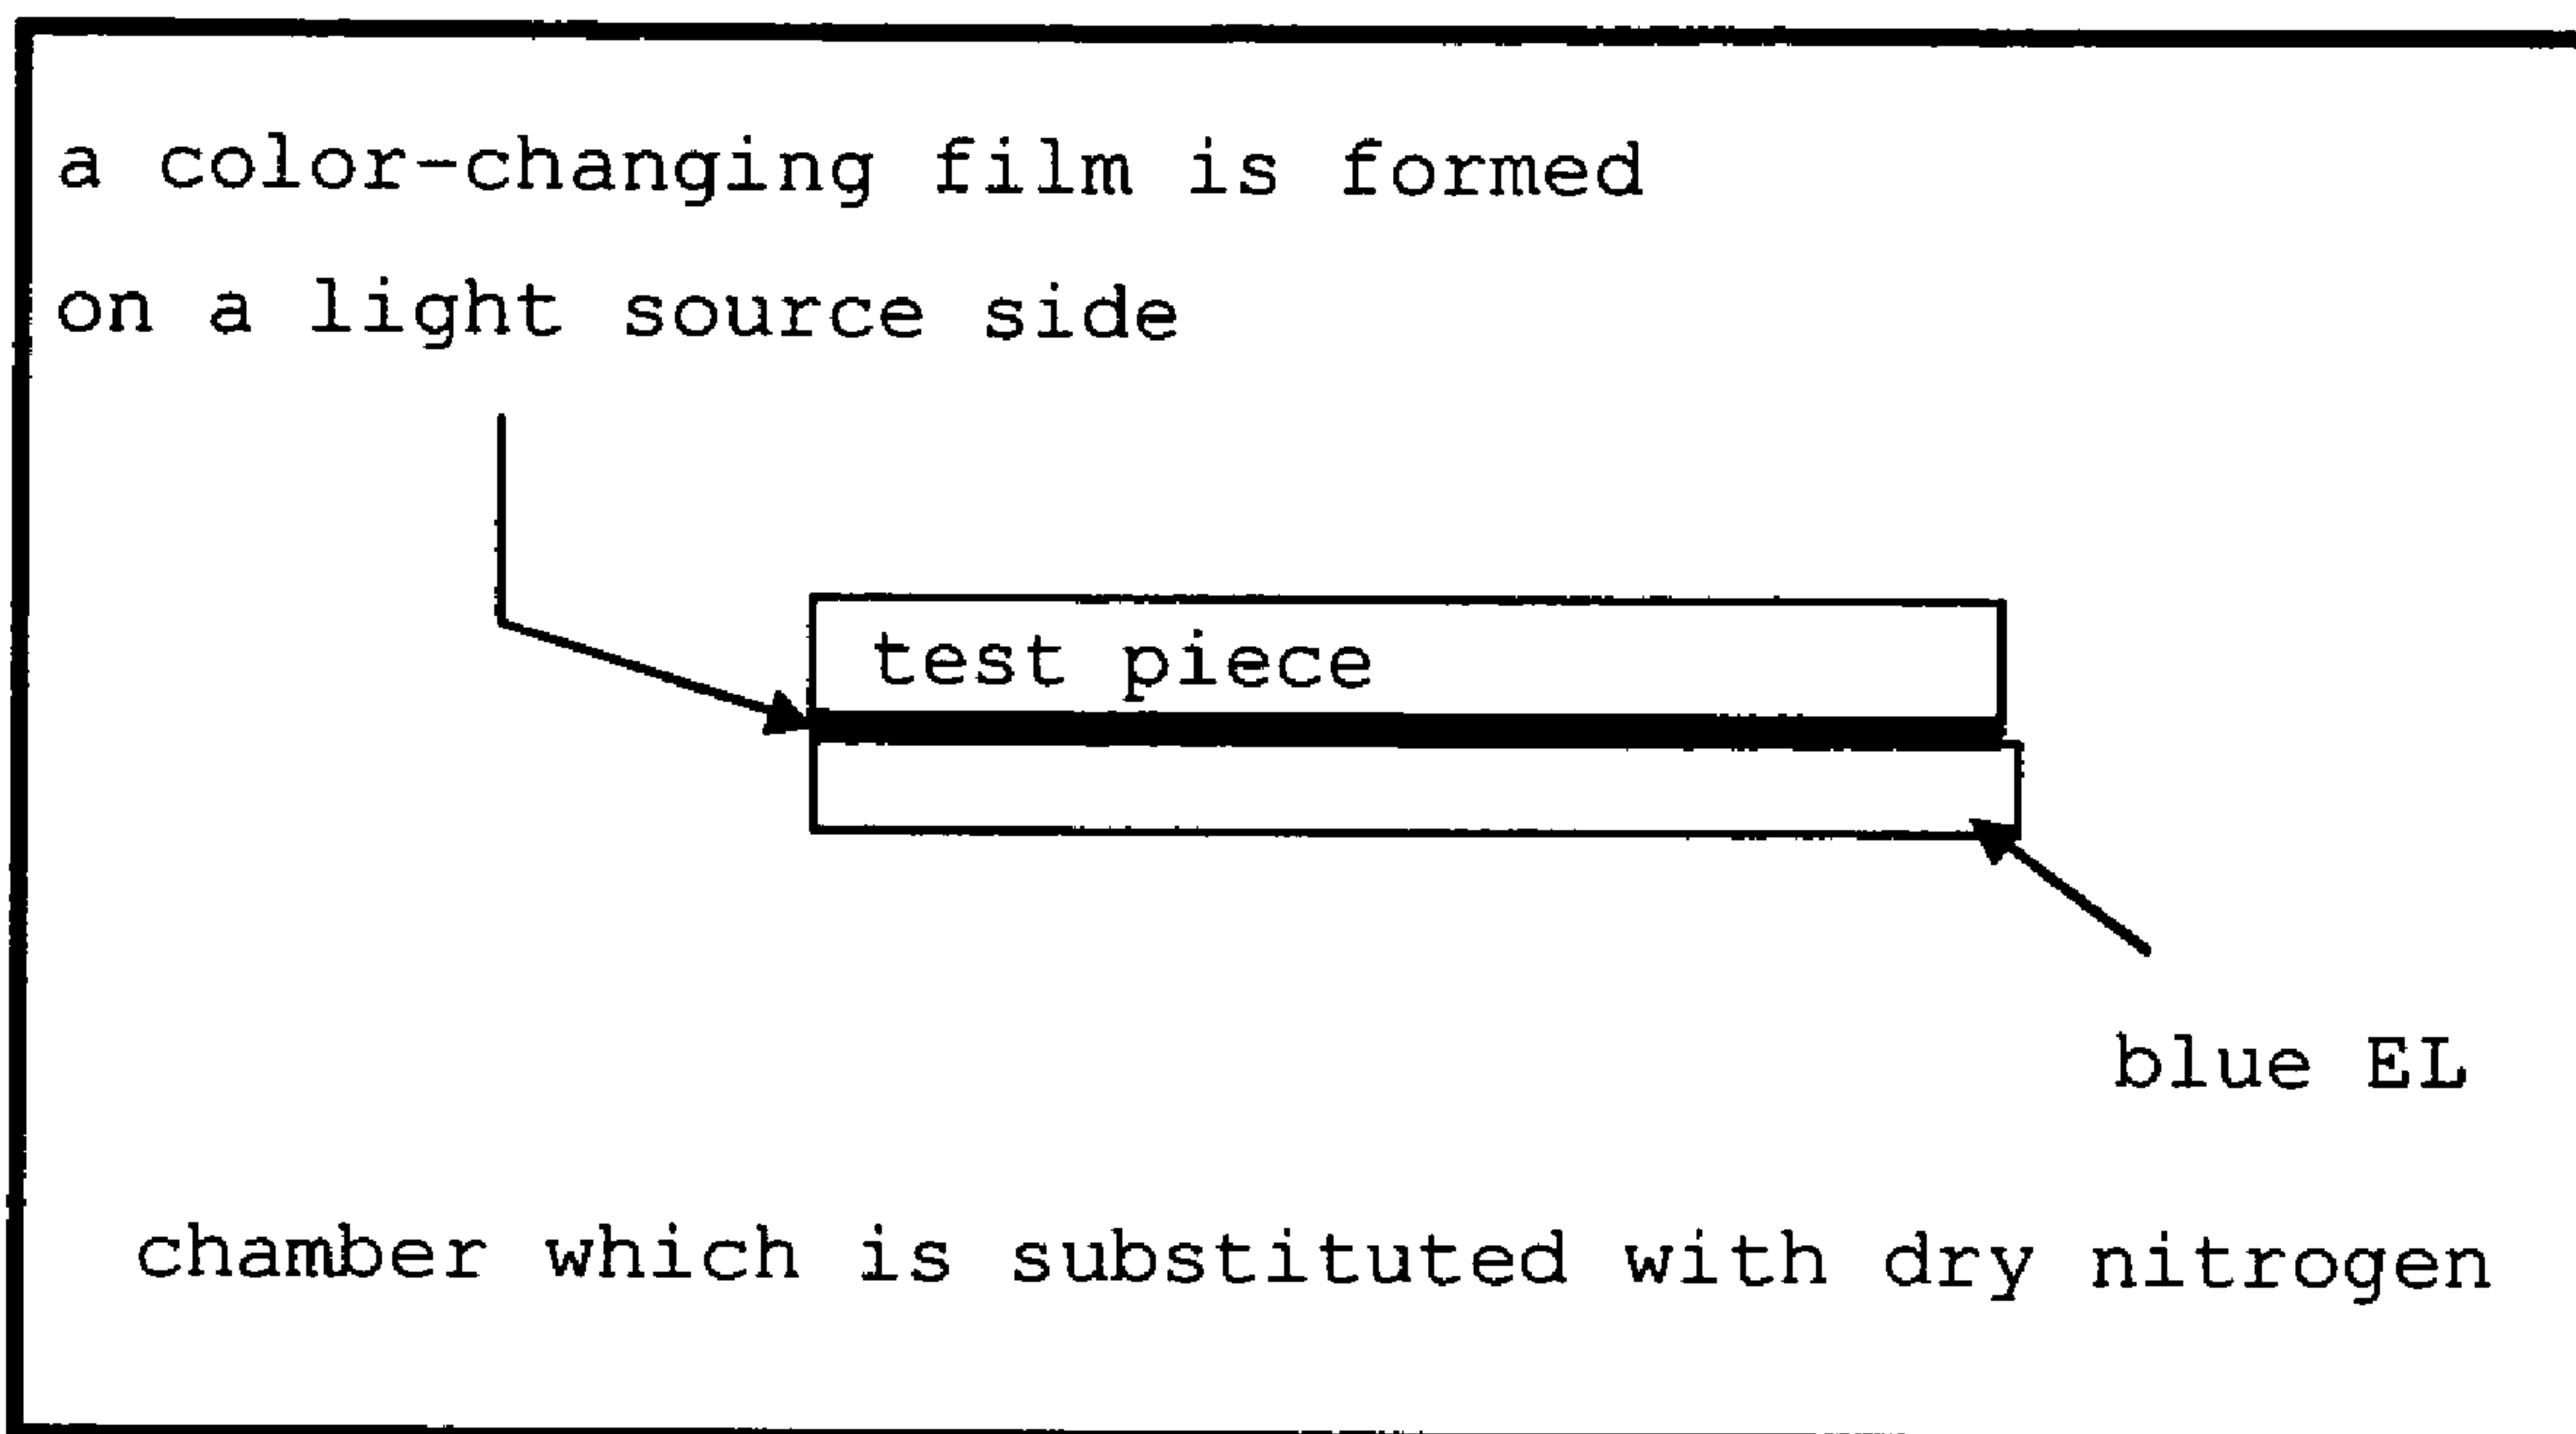 a color-changing film is formed
on a light source side
test piece
blue EL
chamber which is substituted with dry nitrogen